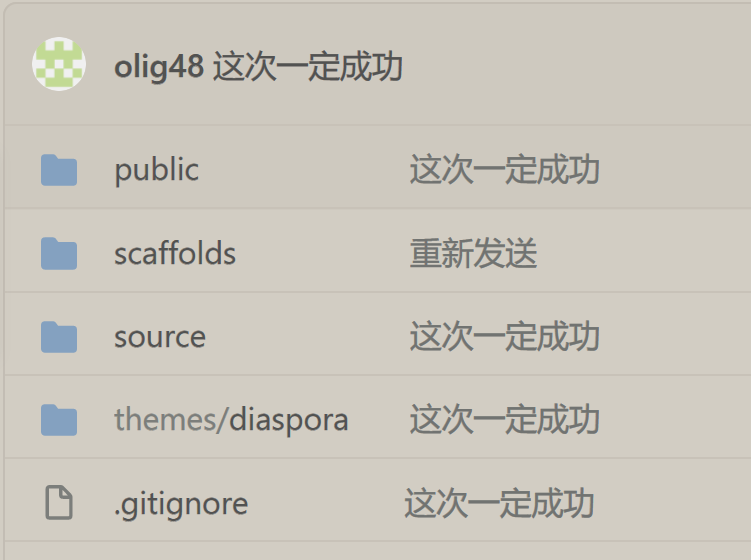 olig48 这次一定成功
public 这次一定成功
scaffolds 重新发送
source 这次一定成功
themes/diaspora 这次一定成功
.gitignore 这次一定成功